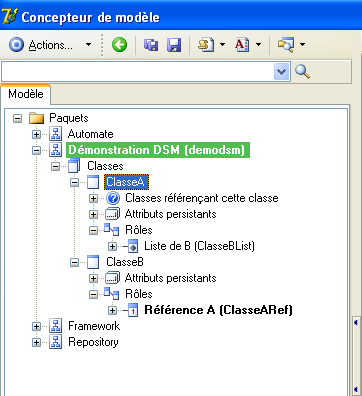 Concepteur de modèle
Actions...
Modèle
Paquets
Automate
Démonstration DSM (demodsm)
Classes
ClasseA
Classes référençant cette classe
Attributs persistants
Rôles
Liste de B (ClasseBList)
ClasseB
Attributs persistants
Rôles
Référence A (ClasseARef)
Framework
Repository